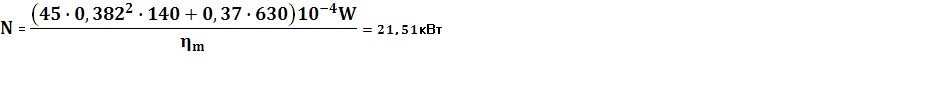 N = (45·0,382²·140 + 0,37·630)10⁻⁴W / ηₘ = 21,51кВт